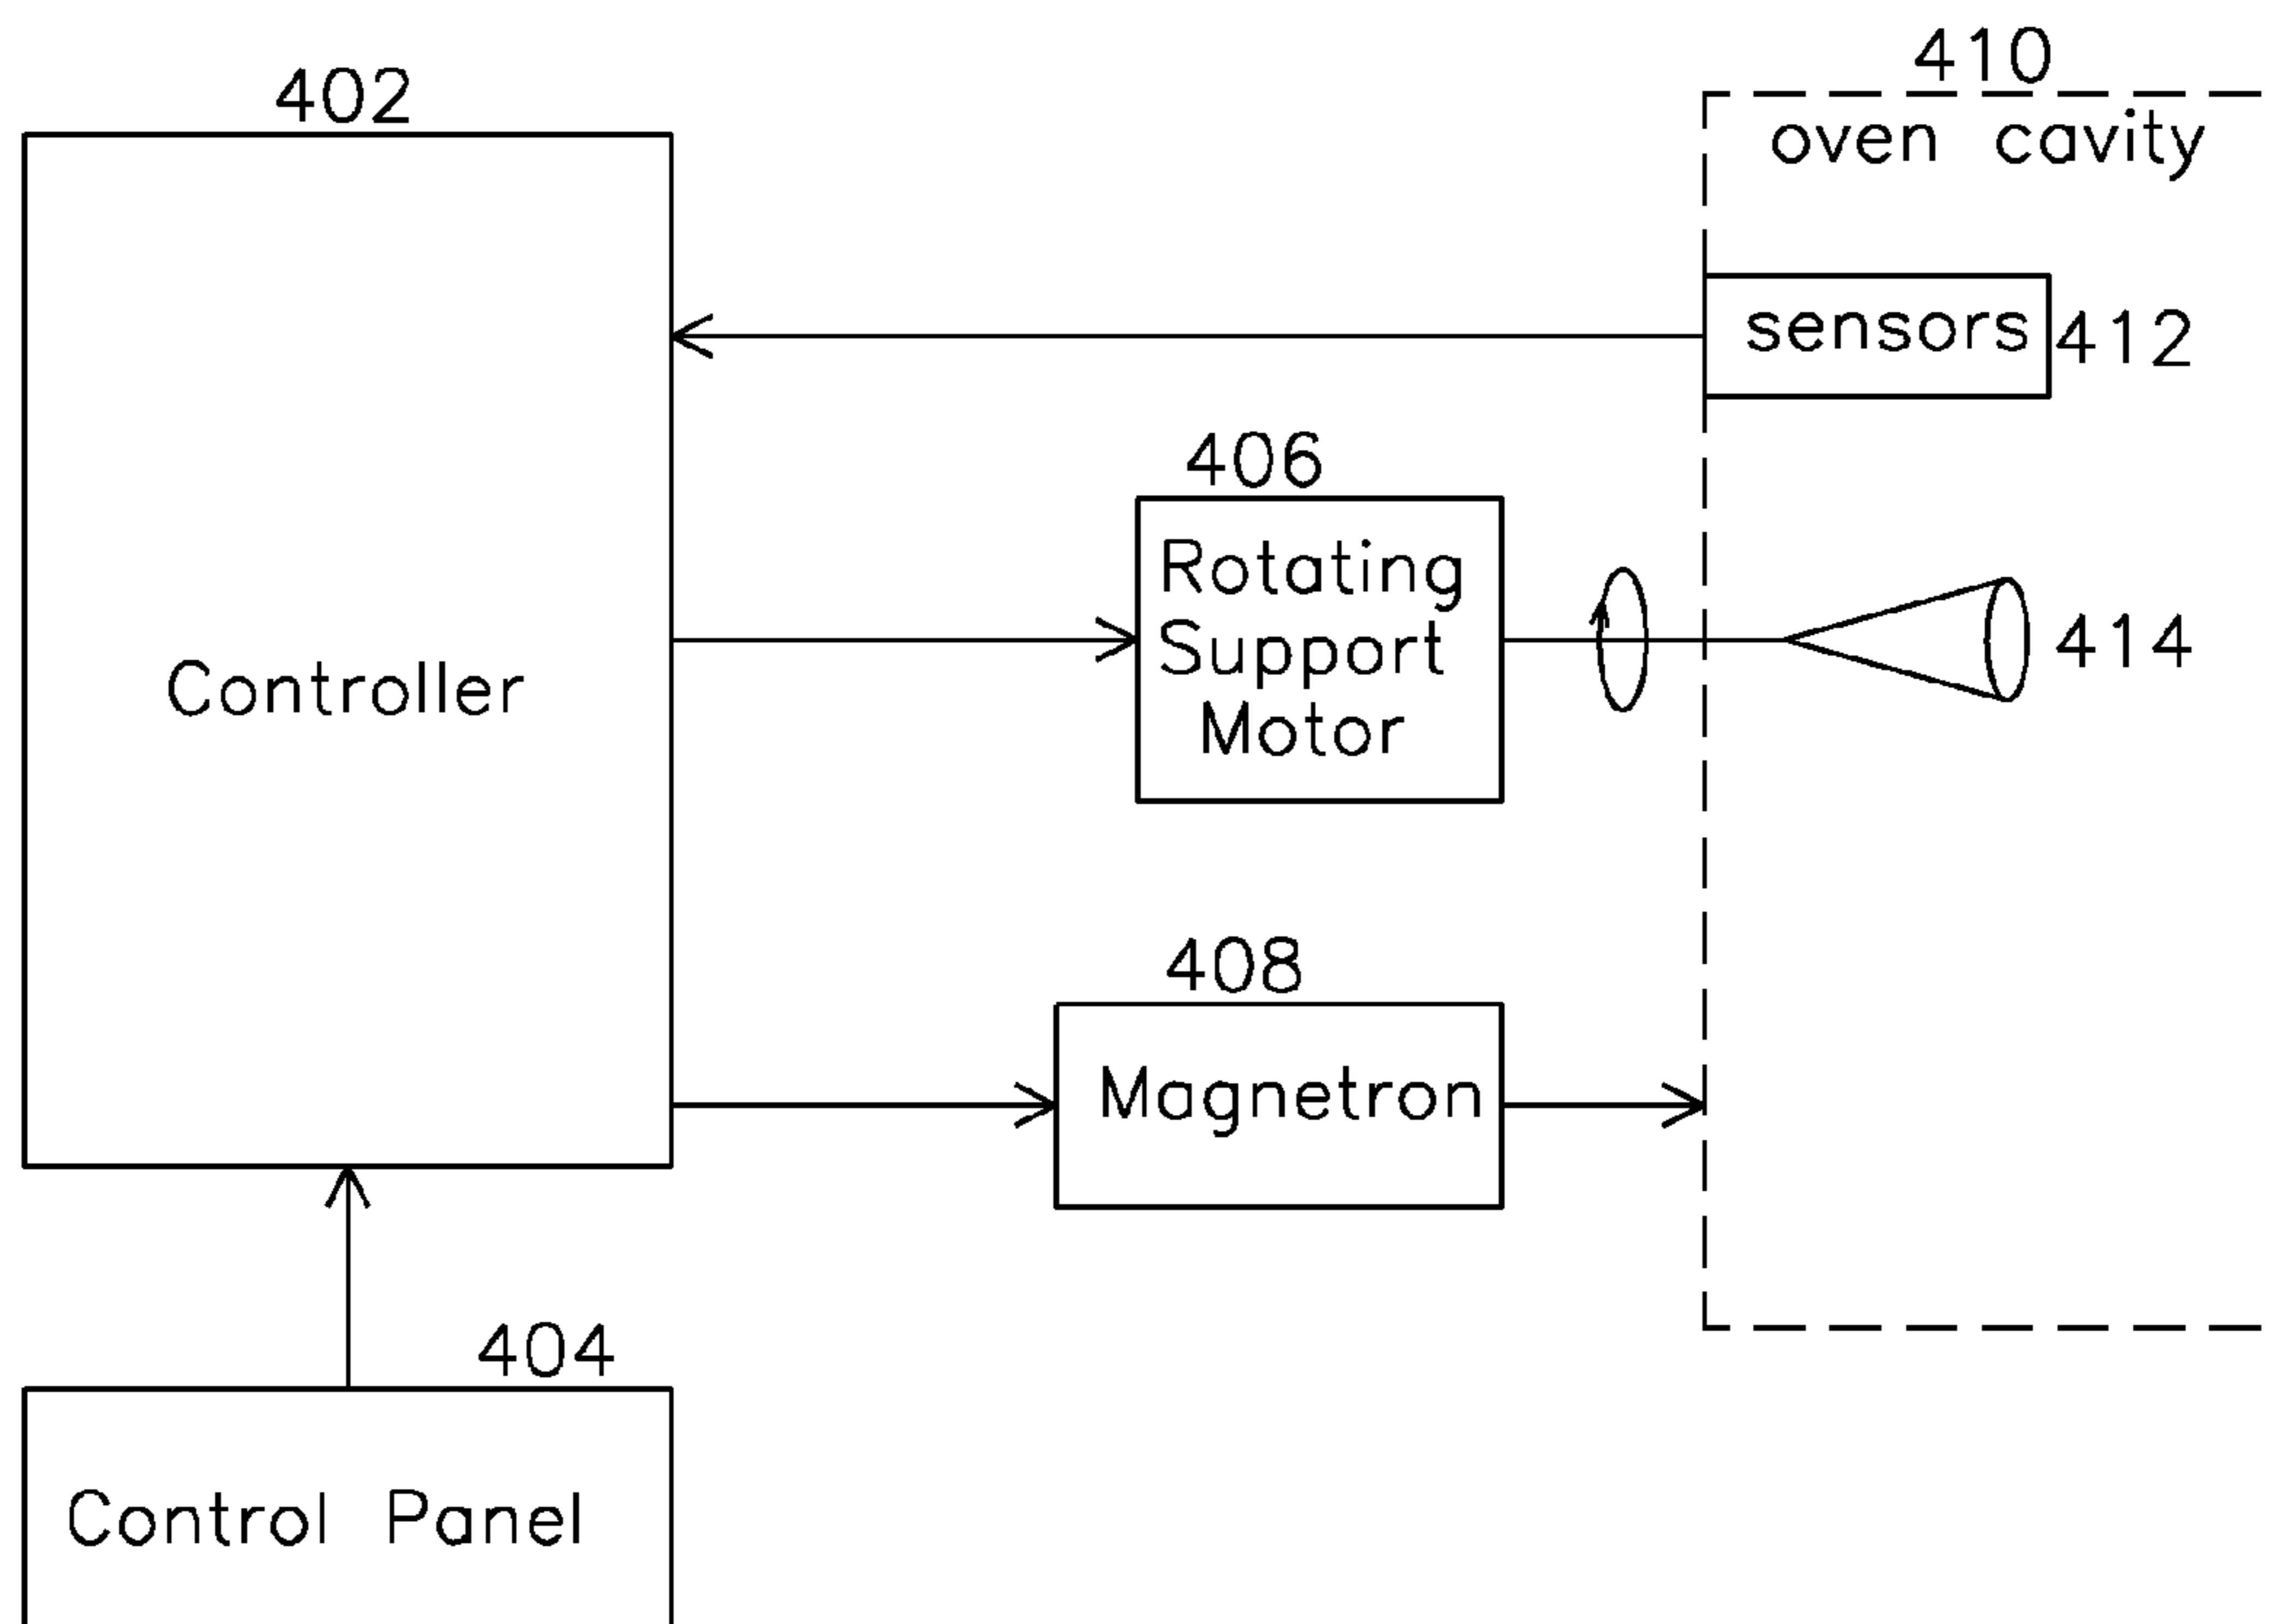 410
402
oven cavity
sensors 412
406
Rotating
Support
Motor
414
Controller
408
Magnetron
404
Control Panel